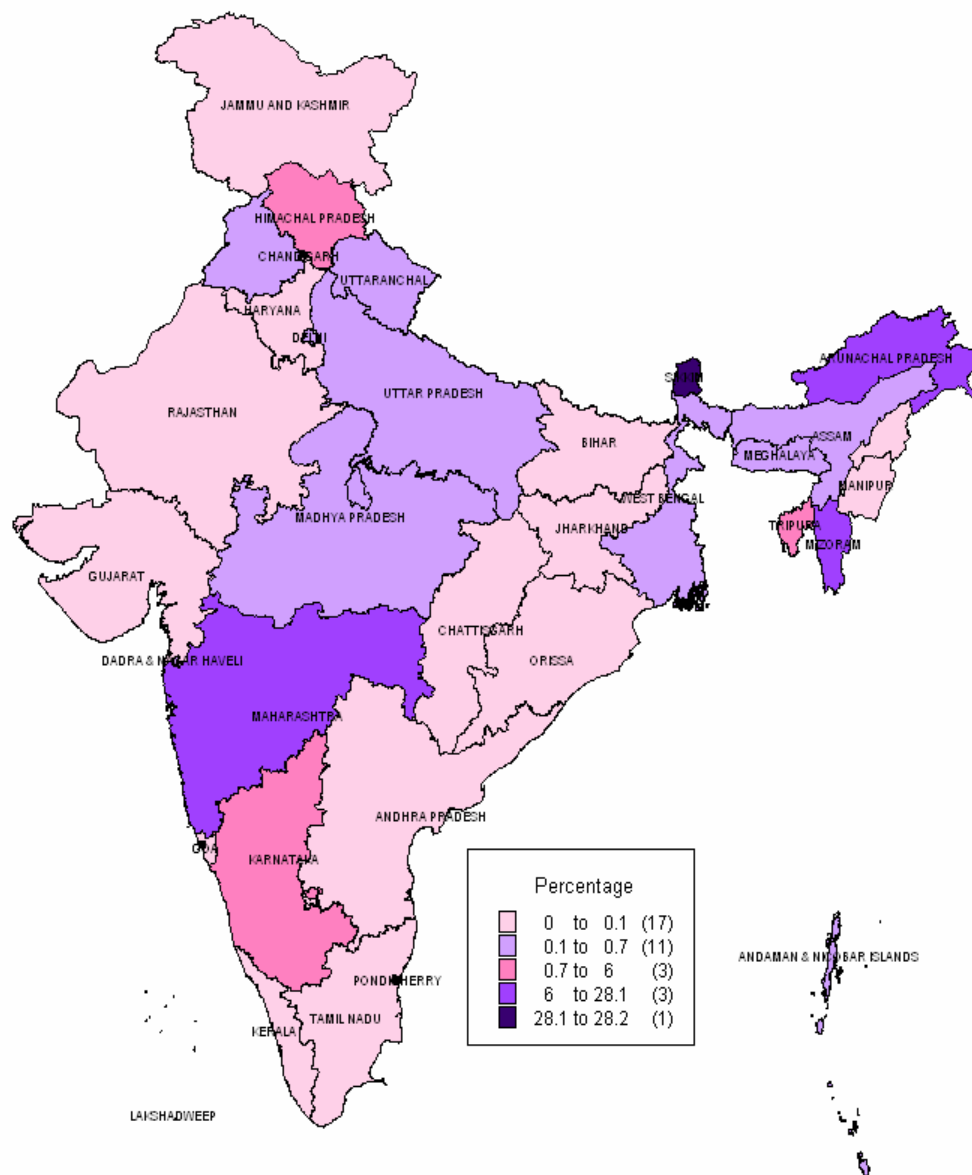 JAMMU AND KASHMIR
HIMACHAL PRADESH
CHANDIGARH
UTTARANCHAL
HARYANA
DELHI
ARUNACHAL PRADESH
SIKKIM
UTTAR PRADESH
RAJASTHAN
BIHAR
ASSAM
MEGHALAYA
MANIPUR
WEST BENGAL
MADHYA PRADESH
JHARKHAND
TRIPURA
MIZORAM
GUJARAT
CHATTISGARH
DADRA & NAGAR HAVELI
ORISSA
MAHARASHTRA
ANDHRA PRADESH
GOA
KARNATAKA
Percentage
0 to 0.1 (17)
0.1 to 0.7 (11)
0.7 to 6 (3)
6 to 28.1 (3)
28.1 to 28.2 (1)
ANDAMAN & NICOBAR ISLANDS
PONDICHERRY
TAMIL NADU
KERALA
LAKSHADWEEP